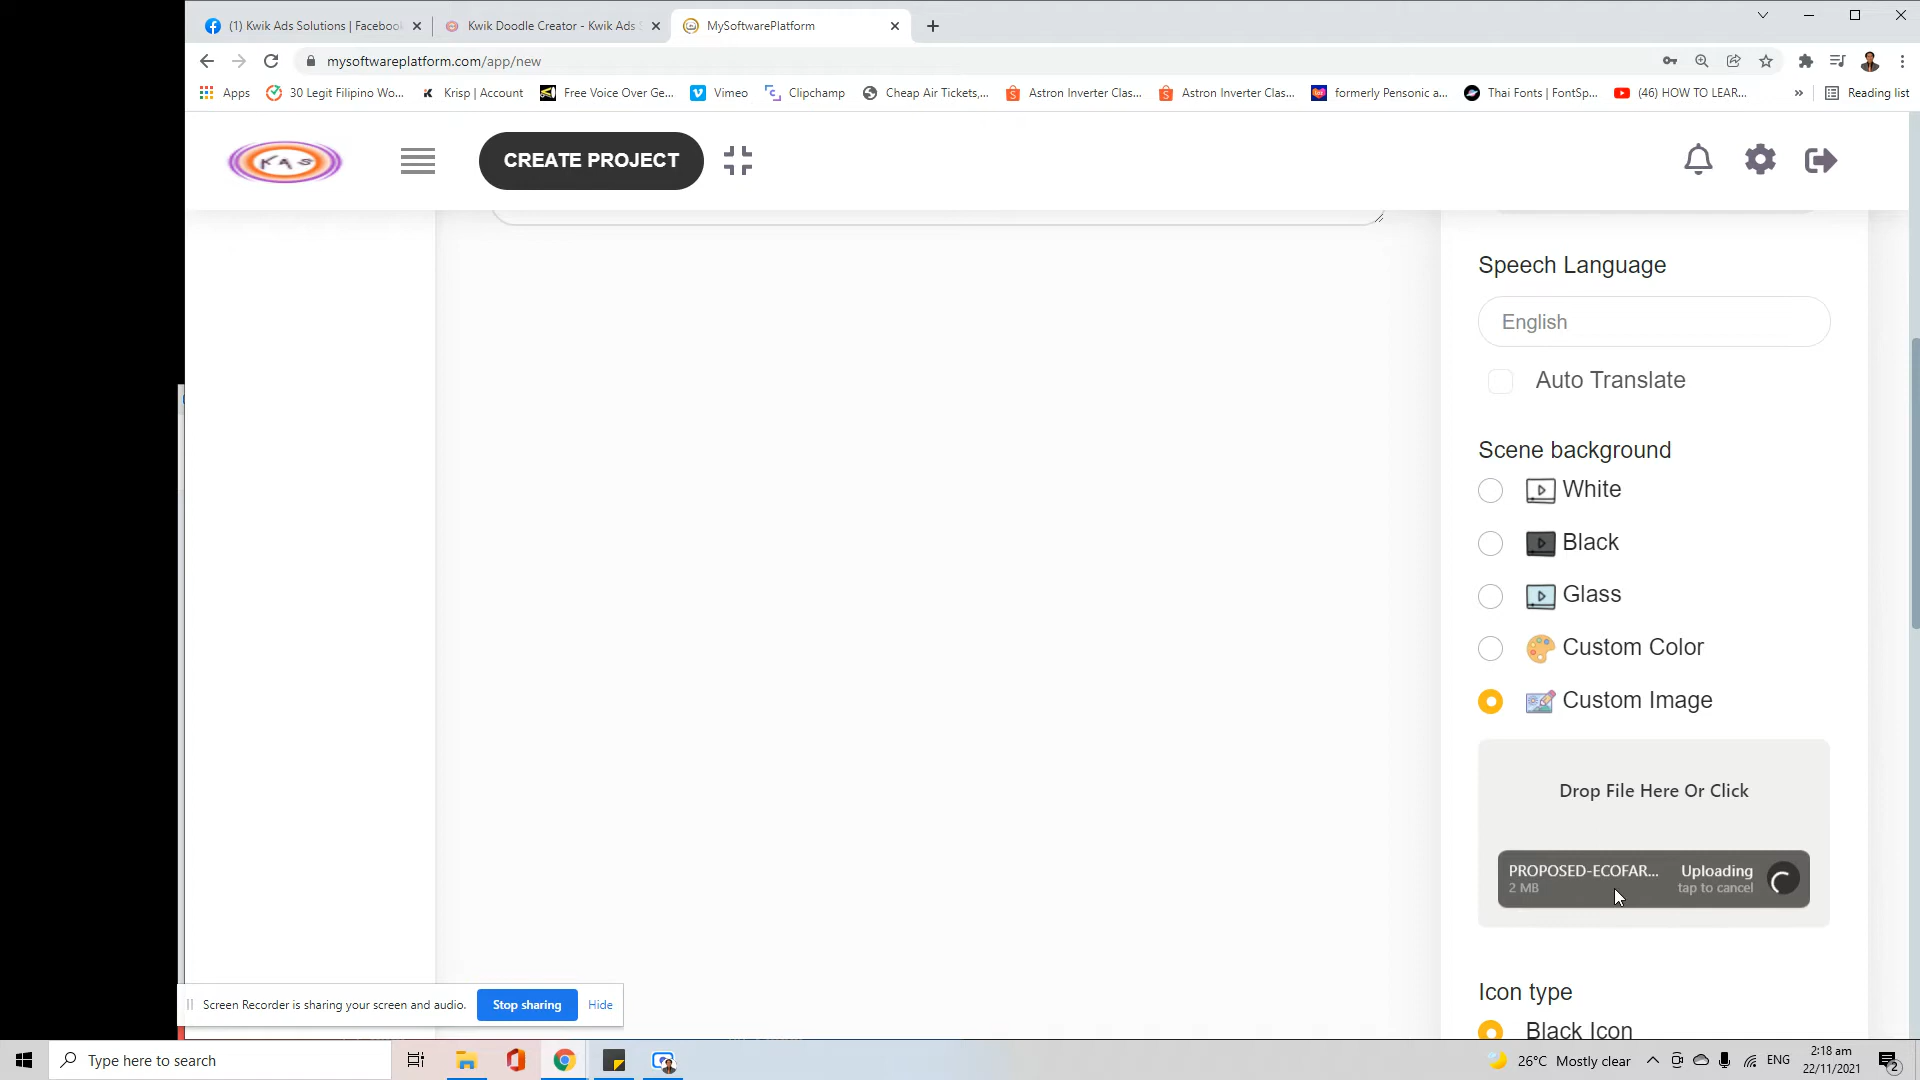 (1) Kwik Ads Solutions | Facebook
Kwik Doodle Creator - Kwik Ads
MySoftwarePlatform
mysoftwareplatform.com/app/new
Apps
30 Legit Filipino Wo...
Krisp | Account
Free Voice Over Ge...
Vimeo
Clipchamp
Cheap Air Tickets,...
Astron Inverter Clas...
Astron Inverter Clas...
formerly Pensonic a...
Thai Fonts | FontSp...
(46) HOW TO LEAR...
»
Reading list
KAS
CREATE PROJECT
Speech Language
English
Auto Translate
Scene background
White
Black
Glass
Custom Color
Custom Image
Drop File Here Or Click
PROPOSED-ECOFAR...
Uploading
2 MB
tap to cancel
Icon type
Black Icon
Screen Recorder is sharing your screen and audio.
Stop sharing
Hide
Type here to search
26°C Mostly clear
ENG
2:18 am
22/11/2021
2